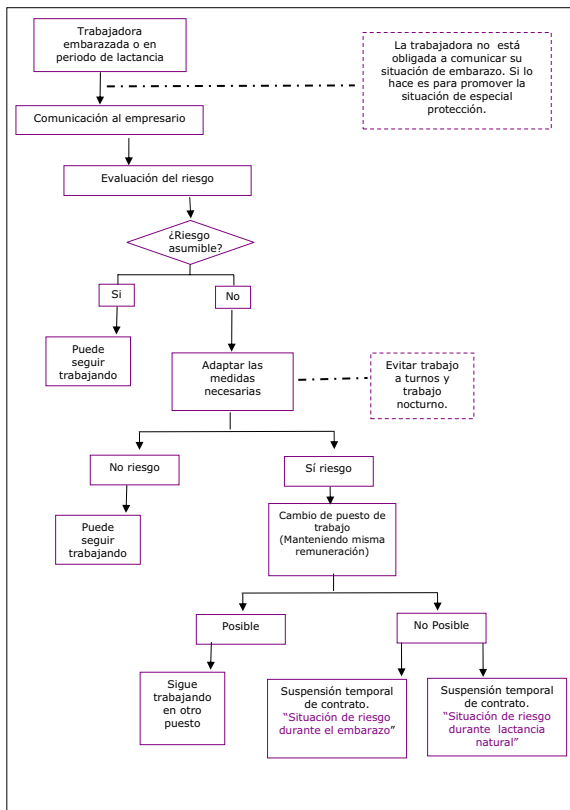 Trabajadora
embarazada o en
periodo de lactancia
La trabajadora no está
obligada a comunicar su
situación de embarazo. Si lo
hace es para promover la
situación de especial
protección.
Comunicación al empresario
Evaluación del riesgo
¿Riesgo
asumible?
Si
No
Puede
seguir
trabajando
Adaptar las
medidas
necesarias
Evitar trabajo
a turnos y
trabajo
nocturno.
No riesgo
Sí riesgo
Puede
seguir
trabajando
Cambio de puesto de
trabajo
(Manteniendo misma
remuneración)
Posible
No Posible
Sigue
trabajando
en otro
puesto
Suspensión temporal
de contrato.
“Situación de riesgo
durante el embarazo”
Suspensión temporal
de contrato.
“Situación de riesgo
durante lactancia
natural”